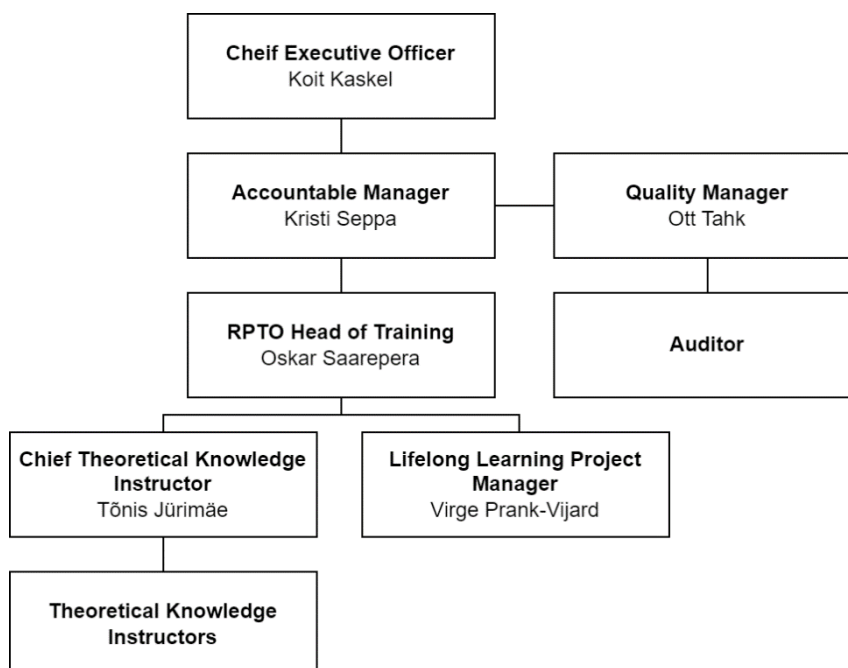 Cheif Executive Officer
Koit Kaskel
Accountable Manager
Kristi Seppa
Quality Manager
Ott Tahk
RPTO Head of Training
Oskar Saarepera
Auditor
Chief Theoretical Knowledge
Instructor
Tõnis Jürimäe
Lifelong Learning Project
Manager
Virge Prank-Vijard
Theoretical Knowledge
Instructors